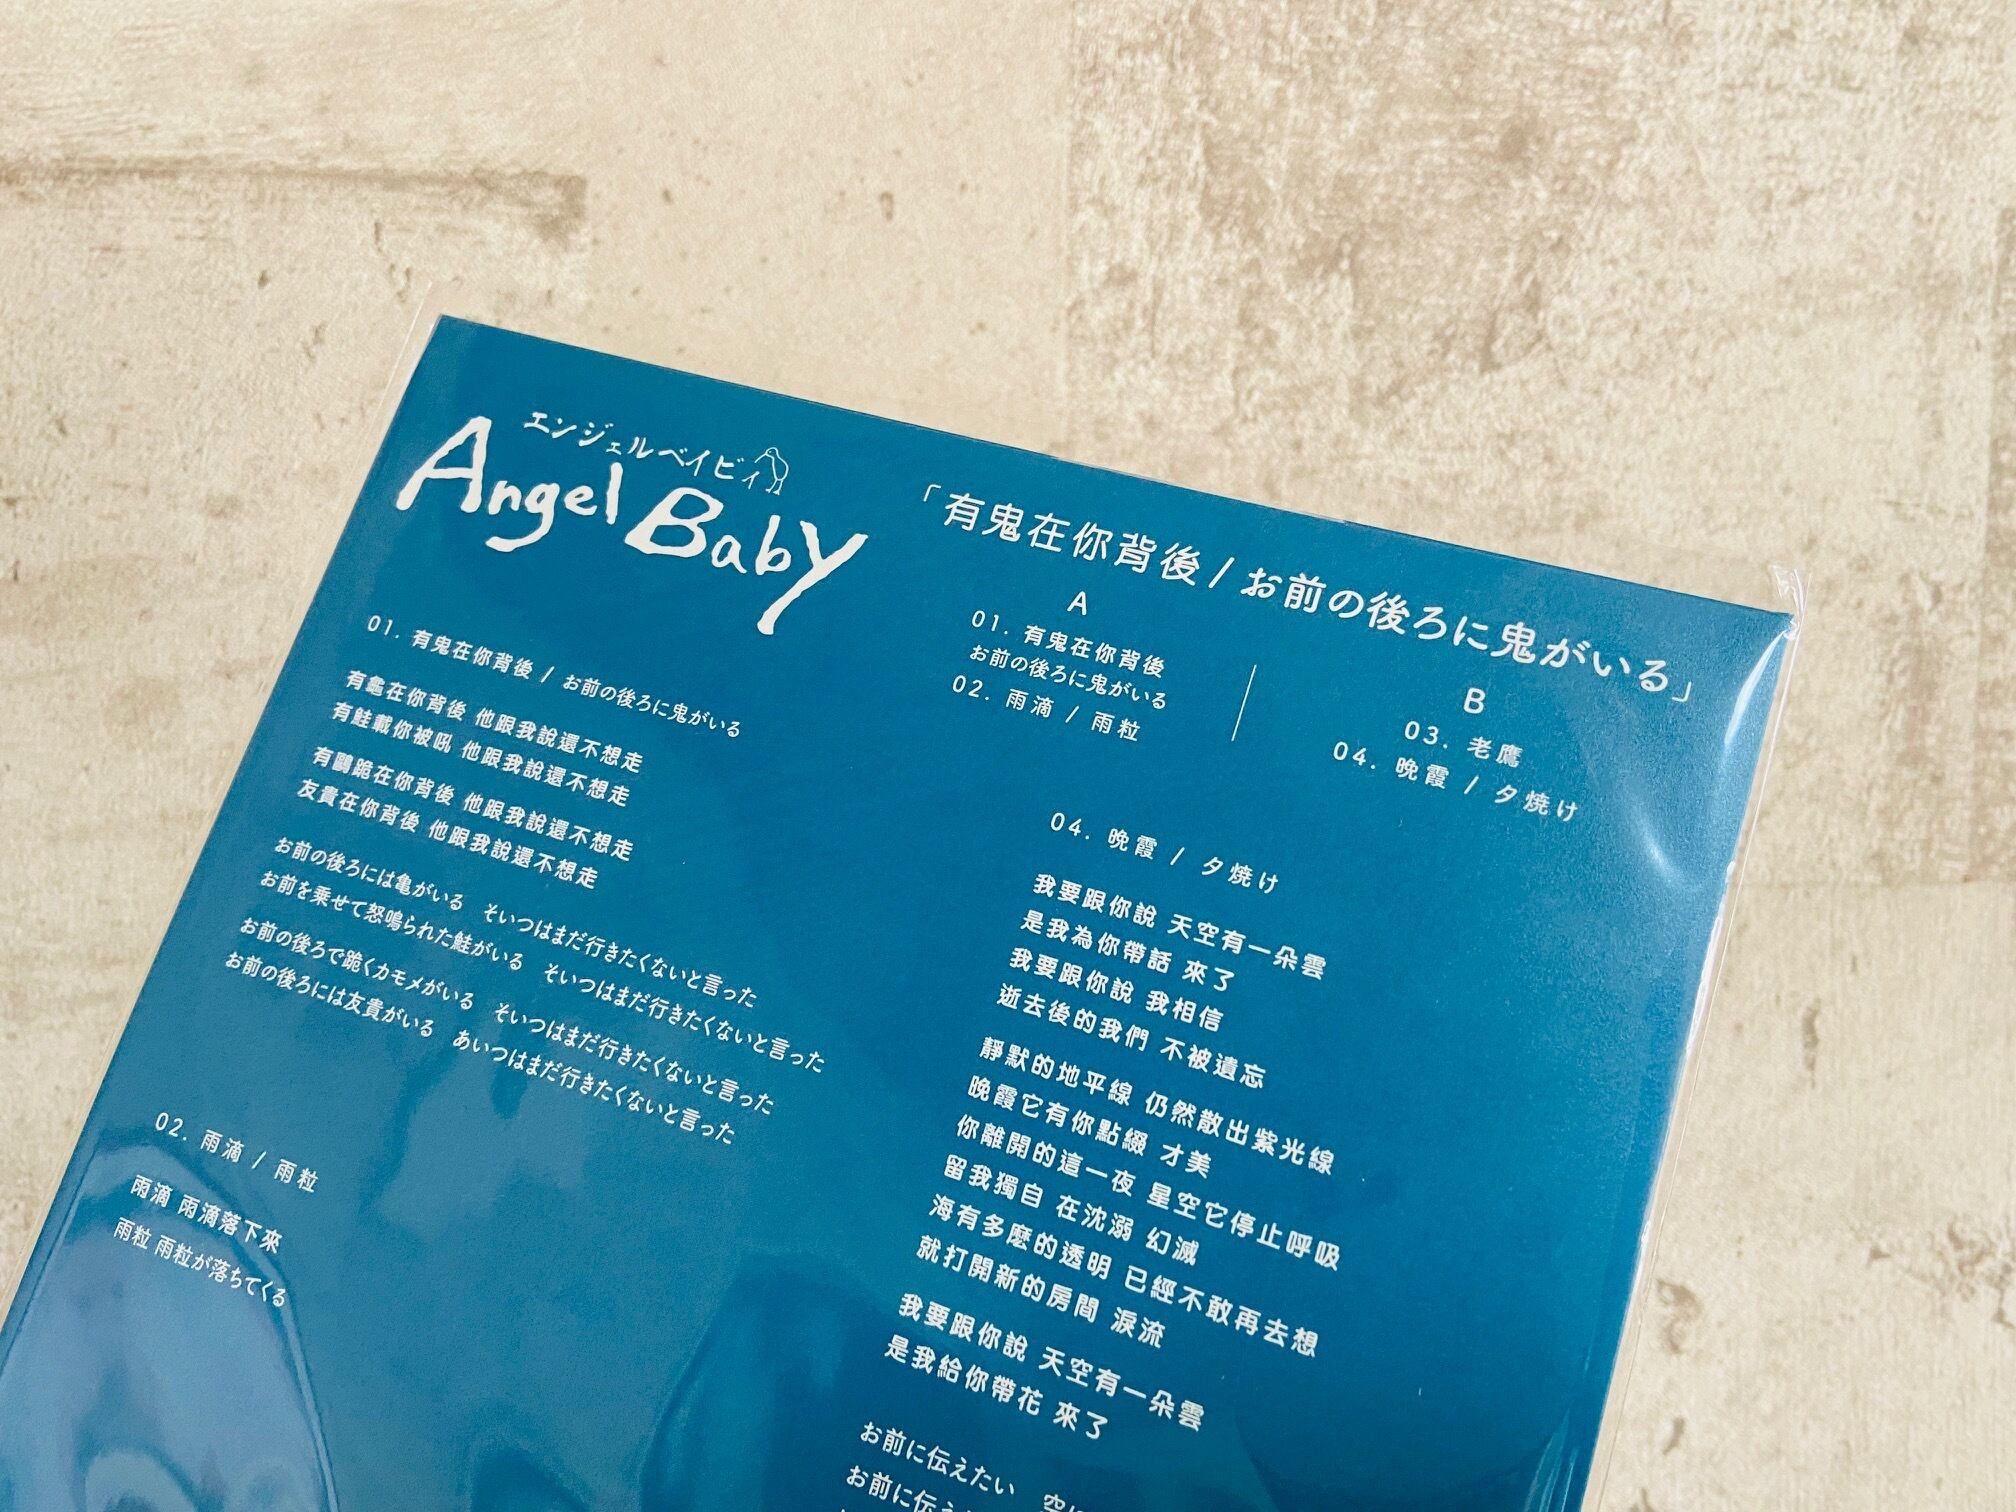 エンジェルベイビィ
Angel Baby
「有鬼在你背後 / お前の後ろに鬼がいる」
A
01. 有鬼在你背後
お前の後ろに鬼がいる
02. 雨滴 / 雨粒
B
03. 老鷹
04. 晚霞 / 夕焼け
01. 有鬼在你背後 / お前の後ろに鬼がいる
有龜在你背後 他跟我說還不想走
有鮭載你被吼 他跟我說還不想走
有鷗跪在你背後 他跟我說還不想走
友貴在你背後 他跟我說還不想走
お前の後ろには亀がいる　そいつはまだ行きたくないと言った
お前を乗せて怒鳴られた鮭がいる　そいつはまだ行きたくないと言った
お前の後ろで跪くカモメがいる　そいつはまだ行きたくないと言った
お前の後ろには友貴がいる　あいつはまだ行きたくないと言った
02. 雨滴 / 雨粒
雨滴 雨滴落下來
雨粒 雨粒が落ちてくる
04. 晚霞 / 夕焼け
我要跟你說 天空有一朵雲
是我為你帶話 來了
我要跟你說 我相信
逝去後的我們 不被遺忘
靜默的地平線 仍然散出紫光線
晚霞它有你點綴 才美
你離開的這一夜 星空它停止呼吸
留我獨自 在沈溺 幻滅
海有多麼的透明 已經不敢再去想
就打開新的房間 淚流
我要跟你說 天空有一朵雲
是我給你帶花 來了
お前に伝えたい　空に
お前に伝え